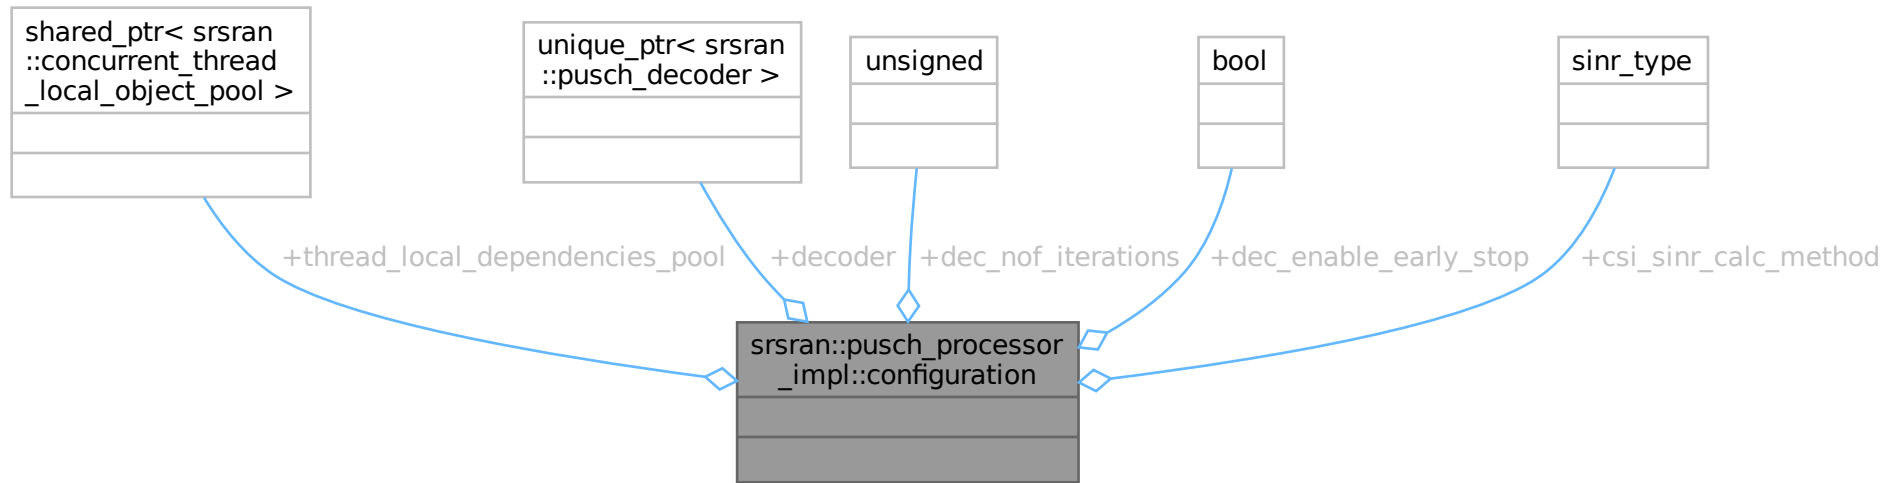 shared_ptr< srsran
::concurrent_thread
_local_object_pool >
unique_ptr< srsran
::pusch_decoder >
unsigned
bool
sinr_type
+thread_local_dependencies_pool
+decoder
+dec_nof_iterations
+dec_enable_early_stop
+csi_sinr_calc_method
srsran::pusch_processor
_impl::configuration